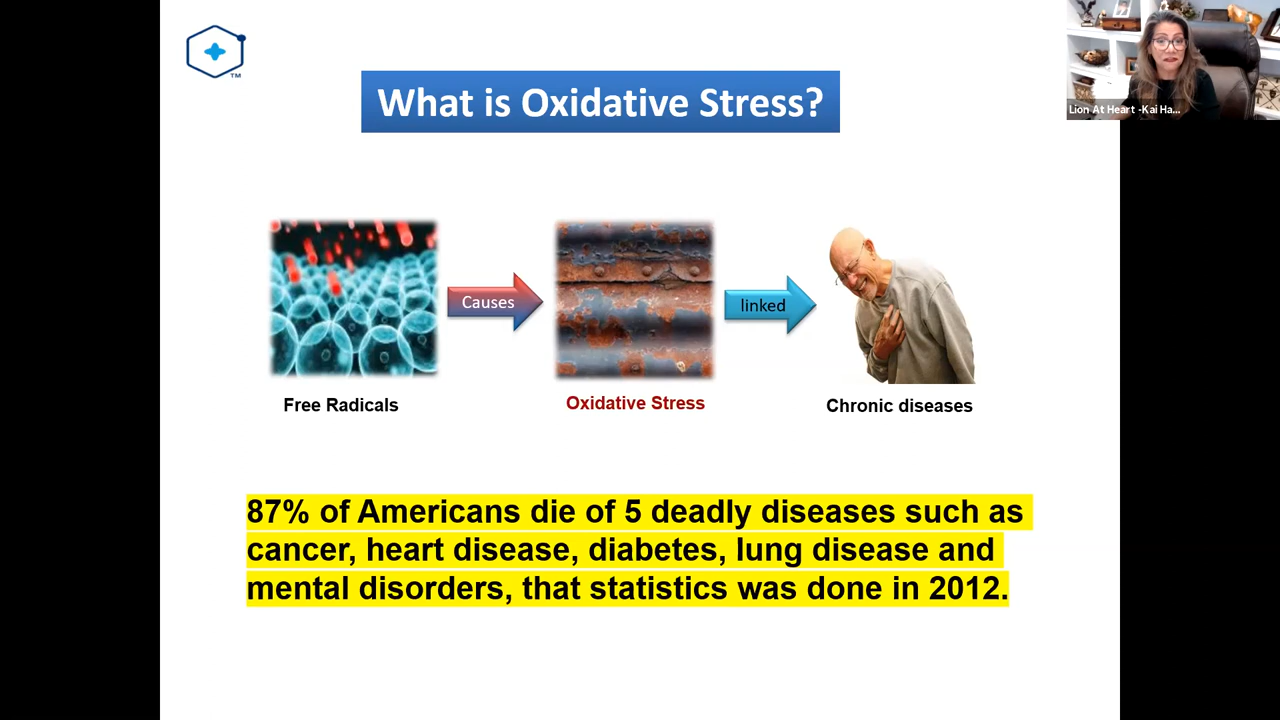 TM
Lion At Heart -Kai Ha...
What is Oxidative Stress?
Causes
linked
Free Radicals
Oxidative Stress
Chronic diseases
87% of Americans die of 5 deadly diseases such as
cancer, heart disease, diabetes, lung disease and
mental disorders, that statistics was done in 2012.